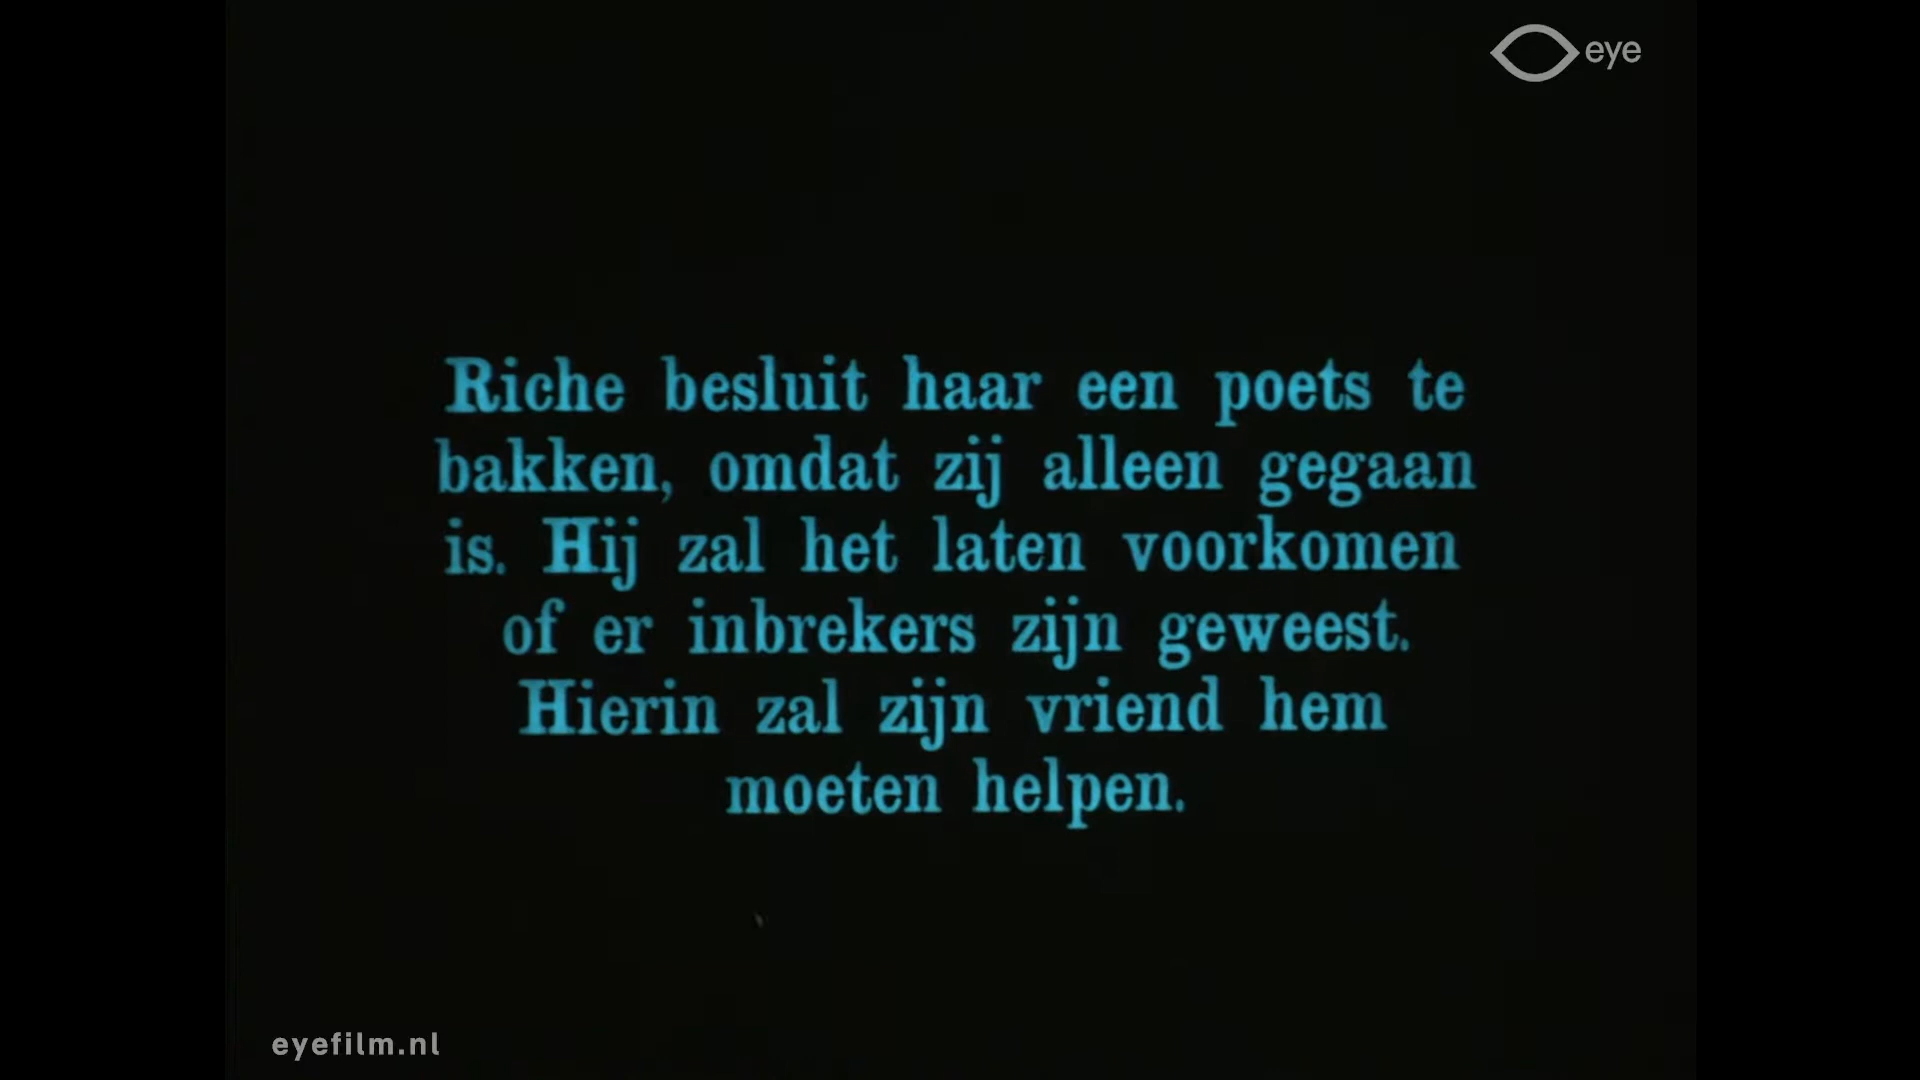 eye
Riche besluit haar een poets te
bakken, omdat zij alleen gegaan
is. Hij zal het laten voorkomen
of er inbrekers zijn geweest.
Hierin zal zijn vriend hem
moeten helpen.
eyefilm.nl